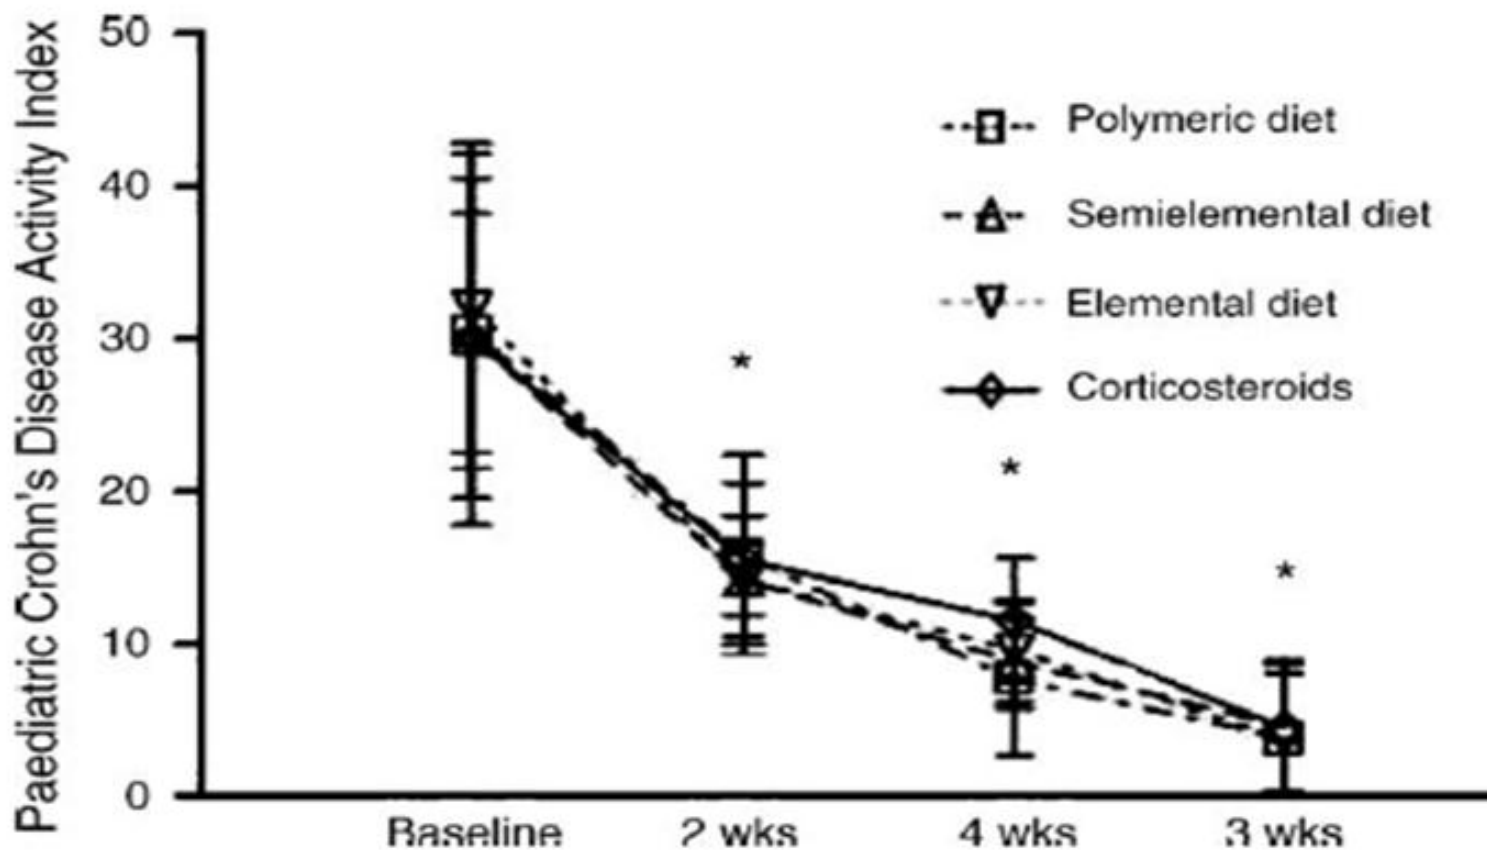 Paediatric Crohn's Disease Activity Index
50
40
30
20
10
0
Polymeric diet
Semielemental diet
Elemental diet
Corticosteroids
*
*
*
Baseline
2 wks
4 wks
3 wks